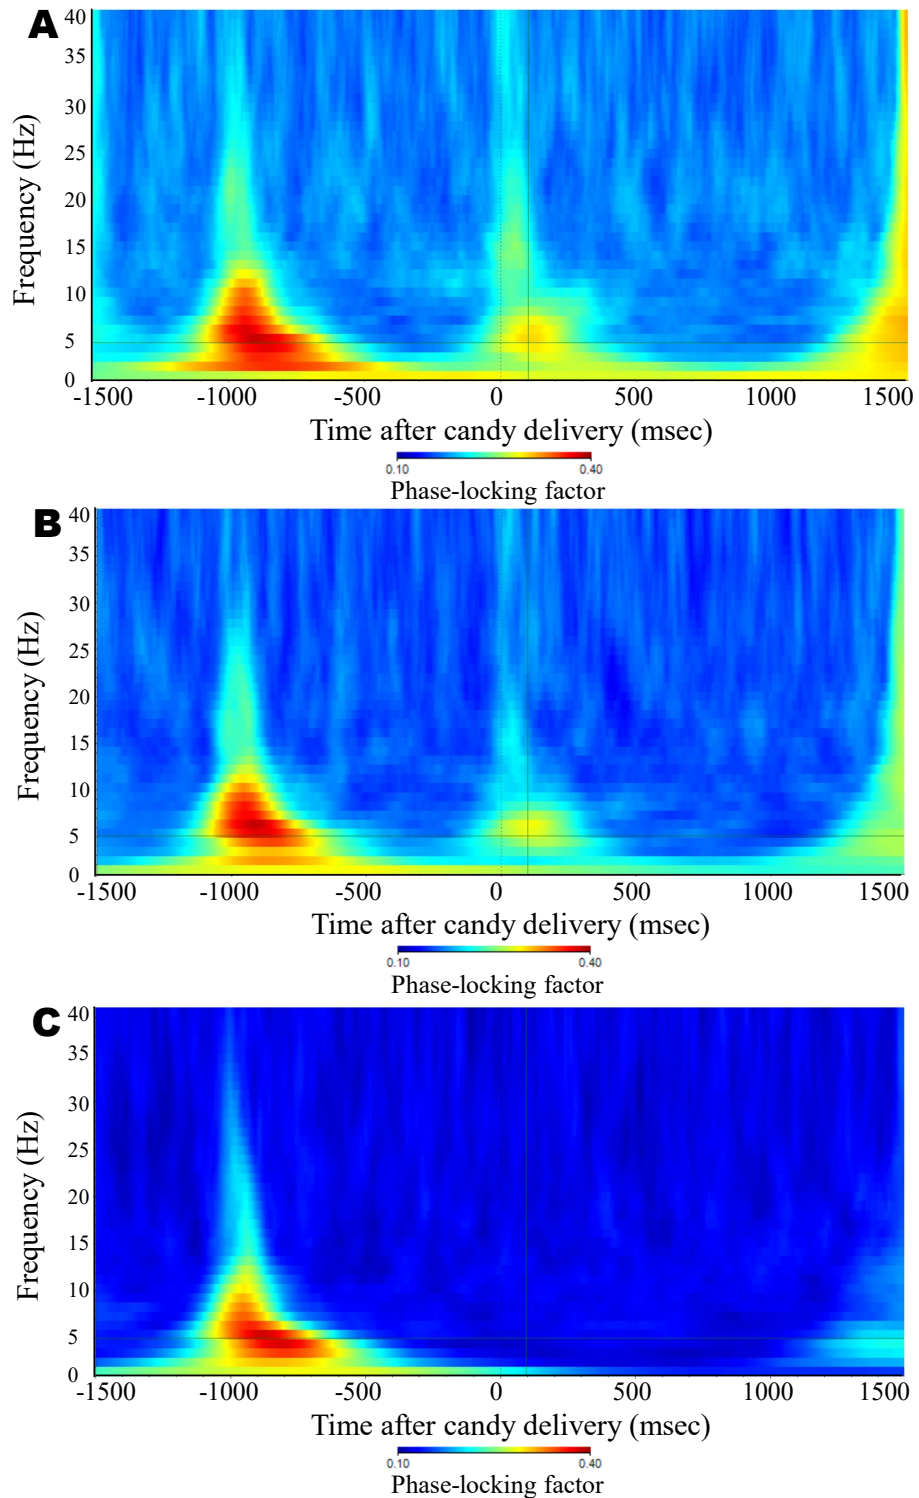 A
Frequency (Hz)
40
35
30
25
20
15
10
5
0
-1500 -1000 -500 0 500 1000 1500
Time after candy delivery (msec)
0.10 0.40
Phase-locking factor
B
Frequency (Hz)
40
35
30
25
20
15
10
5
0
-1500 -1000 -500 0 500 1000 1500
Time after candy delivery (msec)
0.10 0.40
Phase-locking factor
C
Frequency (Hz)
40
35
30
25
20
15
10
5
0
-1500 -1000 -500 0 500 1000 1500
Time after candy delivery (msec)
0.10 0.40
Phase-locking factor